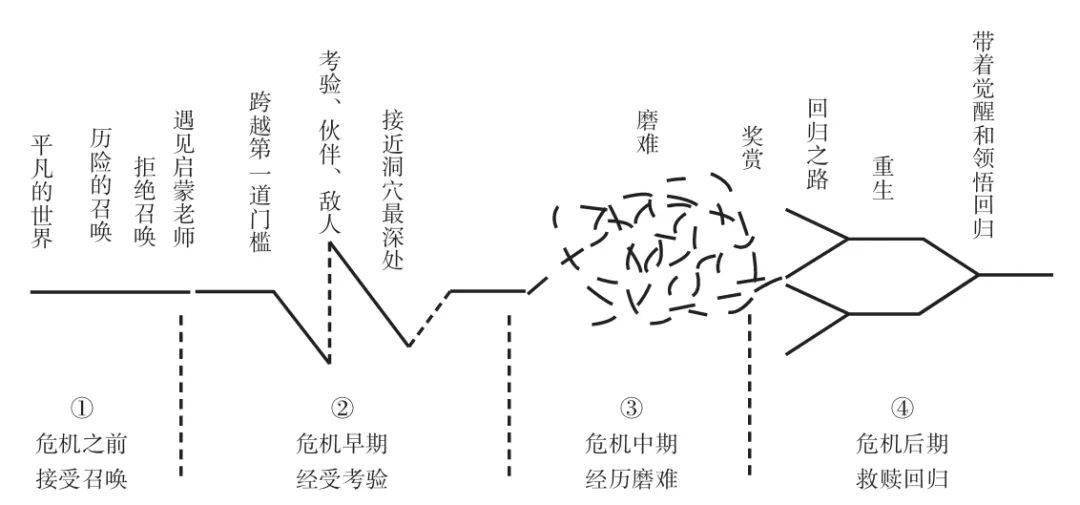 平凡的世界
历险的召唤
拒绝召唤
遇见启蒙老师
跨越第一道门槛
考验、伙伴、敌人
接近洞穴最深处
磨难
奖赏
回归之路
重生
带着觉醒和领悟回归
①
危机之前
接受召唤
②
危机早期
经受考验
③
危机中期
经历磨难
④
危机后期
救赎回归